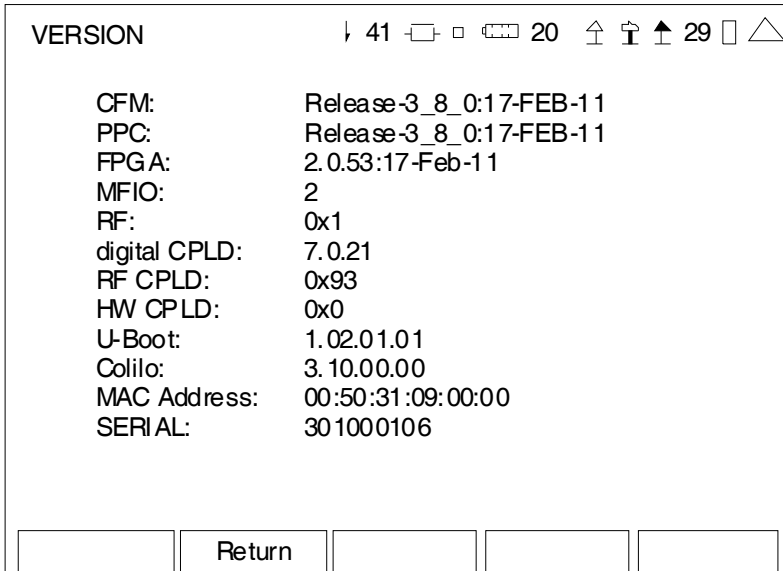 VERSION 41 20 29
CFM: Release-3_8_0:17-FEB-11
PPC: Release-3_8_0:17-FEB-11
FPGA: 2.0.53:17-Feb-11
MFIO: 2
RF: 0x1
digital CPLD: 7.0.21
RF CPLD: 0x93
HW CPLD: 0x0
U-Boot: 1.02.01.01
Colilo: 3.10.00.00
MAC Address: 00:50:31:09:00:00
SERIAL: 301000106
Return